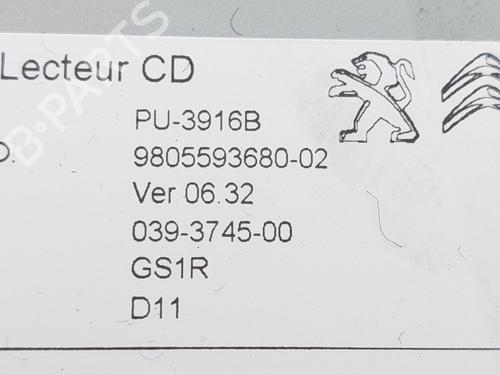 Lecteur CD
PU-3916B
9805593680-02
Ver 06.32
039-3745-00
GS1R
D11
B-PARTS